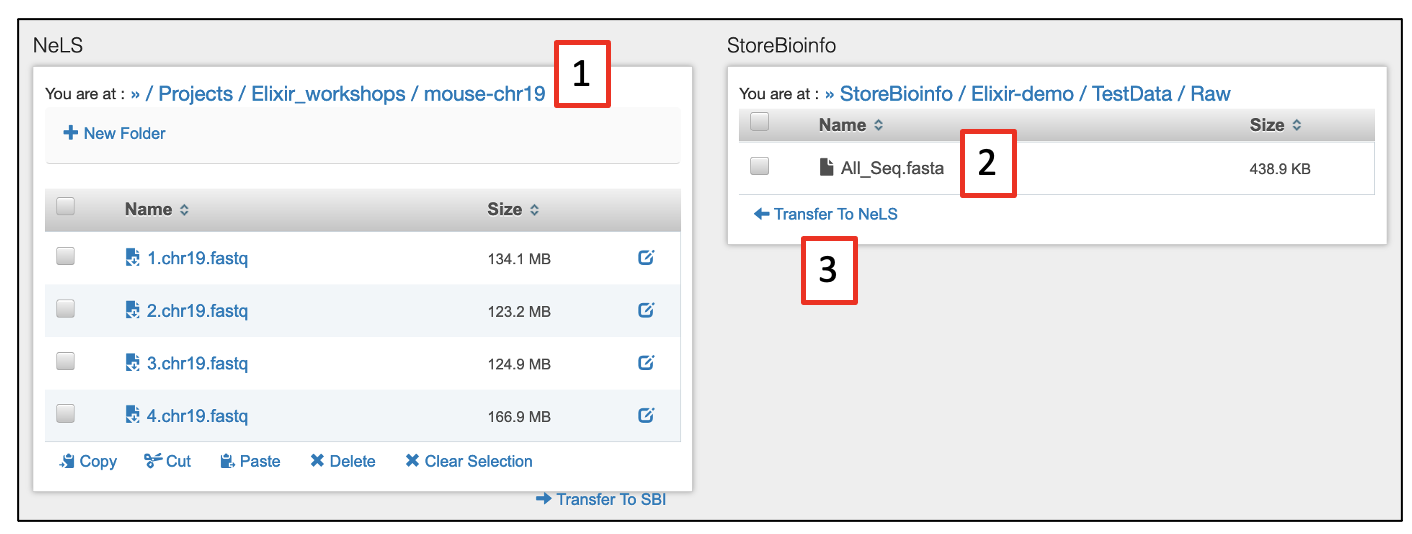 NeLS
1
You are at : » / Projects / Elixir_workshops / mouse-chr19
New Folder
Name Size
1.chr19.fastq 134.1 MB
2.chr19.fastq 123.2 MB
3.chr19.fastq 124.9 MB
4.chr19.fastq 166.9 MB
Copy Cut Paste Delete Clear Selection
Transfer To SBI
StoreBioinfo
You are at : » StoreBioinfo / Elixir-demo / TestData / Raw
Name Size
All_Seq.fasta 2 438.9 KB
Transfer To NeLS
3